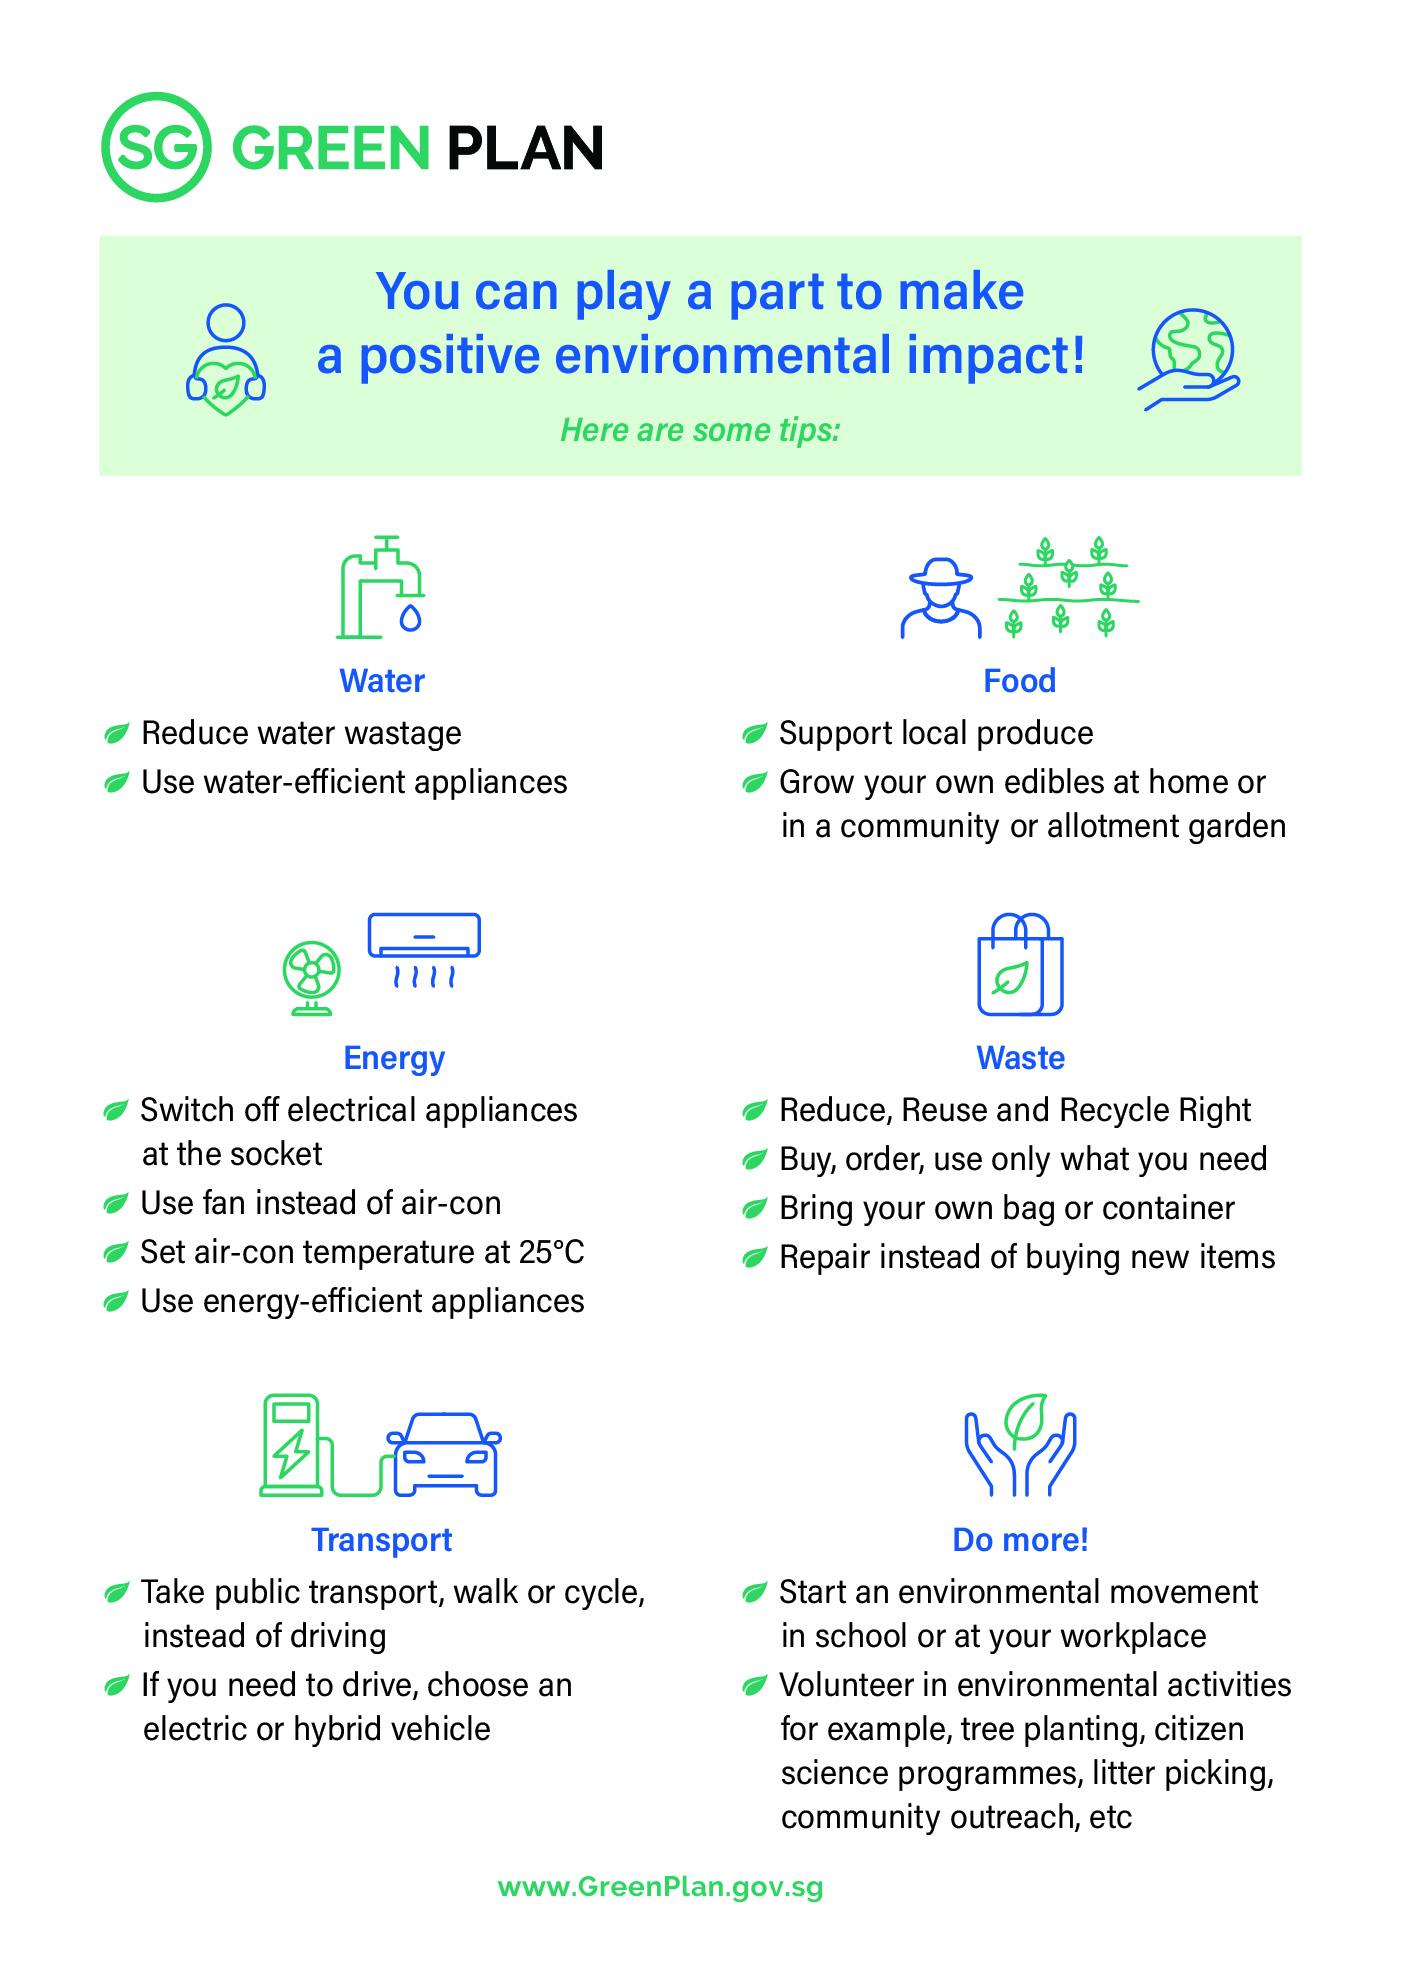 SG GREEN PLAN
You can play a part to make
a positive environmental impact!
Here are some tips:
Water
Reduce water wastage
Use water-efficient appliances
Food
Support local produce
Grow your own edibles at home or
in a community or allotment garden
Energy
Switch off electrical appliances
at the socket
Use fan instead of air-con
Set air-con temperature at 25°C
Use energy-efficient appliances
Waste
Reduce, Reuse and Recycle Right
Buy, order, use only what you need
Bring your own bag or container
Repair instead of buying new items
Transport
Take public transport, walk or cycle,
instead of driving
If you need to drive, choose an
electric or hybrid vehicle
Do more!
Start an environmental movement
in school or at your workplace
Volunteer in environmental activities
for example, tree planting, citizen
science programmes, litter picking,
community outreach, etc
www.GreenPlan.gov.sg